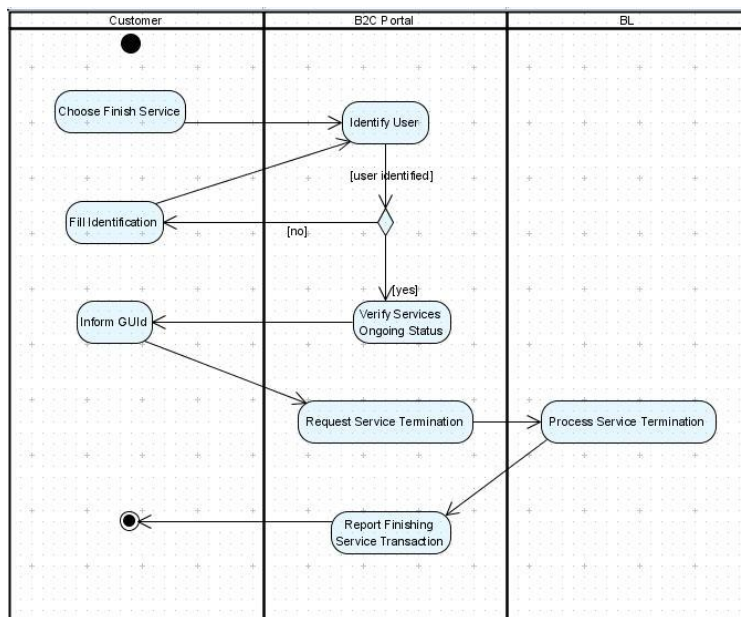 Customer
B2C Portal
BL
Choose Finish Service
Identify User
[user identified]
Fill Identification
[no]
[yes]
Verify Services
Ongoing Status
Inform GUId
Request Service Termination
Process Service Termination
Report Finishing
Service Transaction